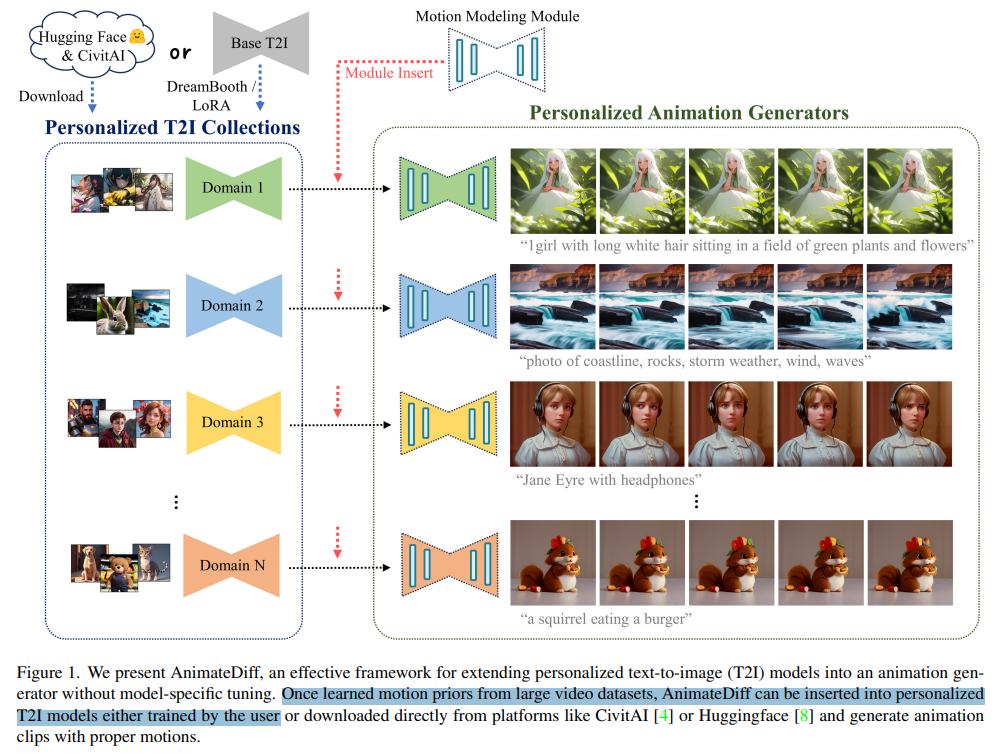 Motion Modeling Module
Hugging Face🤗
& CivitAI
or
Base T2I
Module Insert
Download
DreamBooth /
LoRA
Personalized T2I Collections
Personalized Animation Generators
Domain 1
“1girl with long white hair sitting in a field of green plants and flowers”
Domain 2
“photo of coastline, rocks, storm weather, wind, waves”
Domain 3
“Jane Eyre with headphones”
Domain N
“a squirrel eating a burger”
Figure 1. We present AnimateDiff, an effective framework for extending personalized text-to-image (T2I) models into an animation gen-
erator without model-specific tuning. Once learned motion priors from large video datasets, AnimateDiff can be inserted into personalized
T2I models either trained by the user or downloaded directly from platforms like CivitAI [4] or Huggingface [8] and generate animation
clips with proper motions.